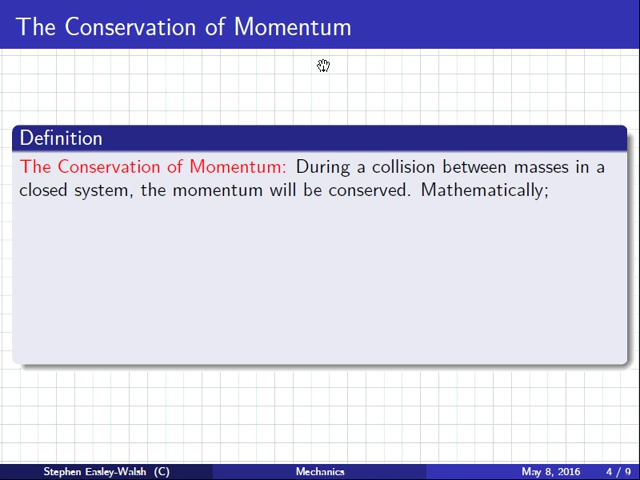 The Conservation of Momentum
Definition
The Conservation of Momentum: During a collision between masses in a
closed system, the momentum will be conserved. Mathematically;
Stephen Easley-Walsh (C) Mechanics May 8, 2016 4 / 9